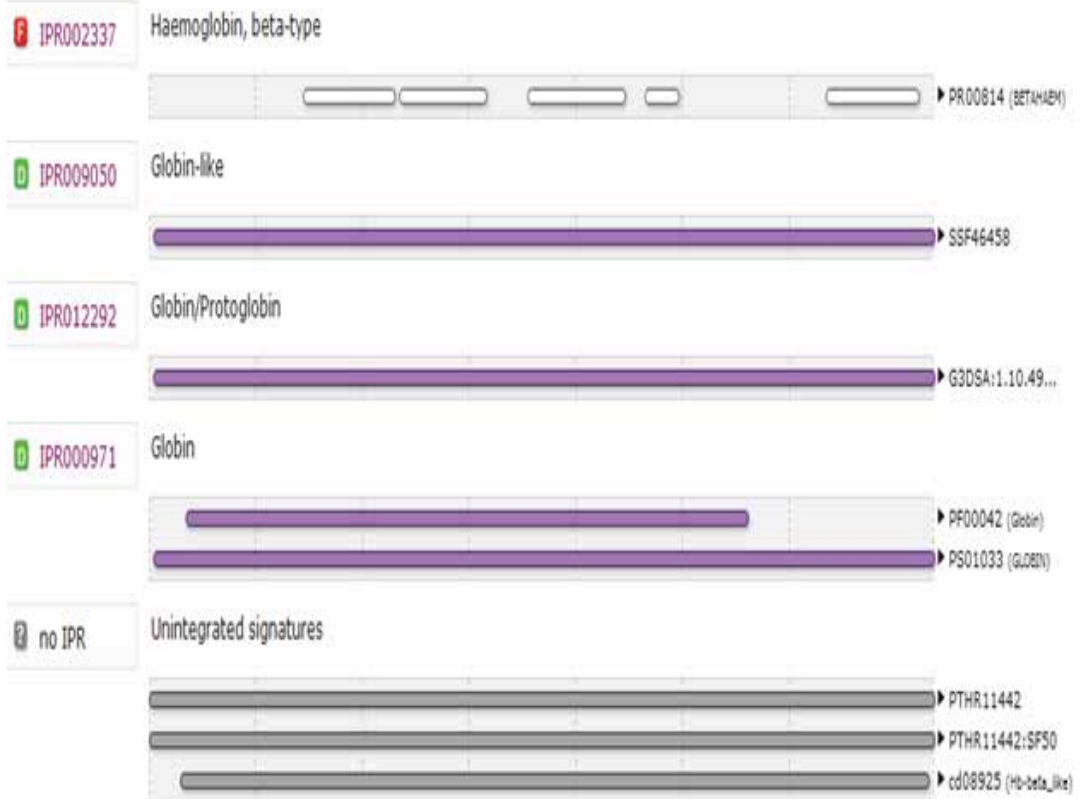 F IPR002337 Haemoglobin, beta-type
PR00814 (BETAHAEM)
D IPR009050 Globin-like
SSF46458
D IPR012292 Globin/Protoglobin
G3DSA:1.10.49...
D IPR000971 Globin
PF00042 (Globin)
PS01033 (GLOBIN)
? no IPR Unintegrated signatures
PTHR11442
PTHR11442:SF50
cd08925 (Hb-beta_like)